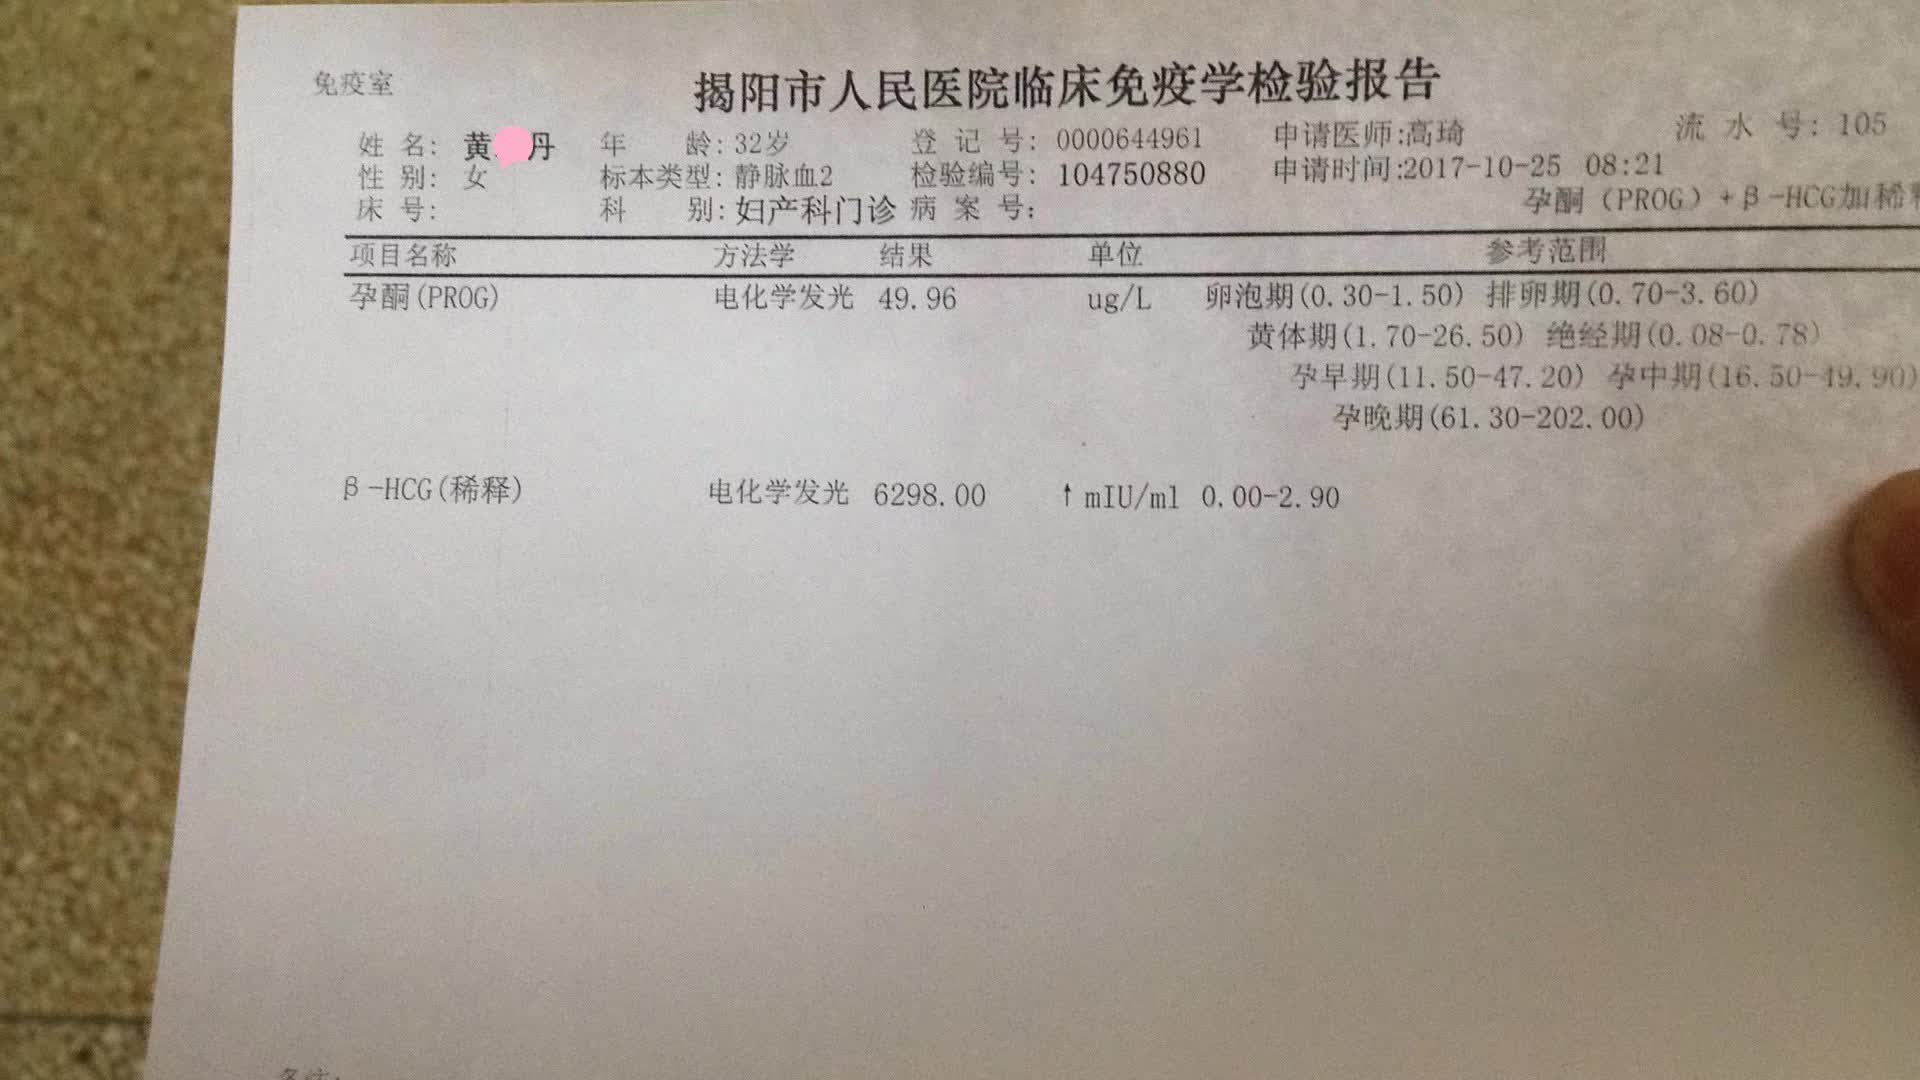 免疫室
揭阳市人民医院临床免疫学检验报告
流水号: 105
姓名: 黄 丹 年龄: 32岁 登记号: 0000644961 申请医师:高琦
性别: 女 标本类型: 静脉血2 检验编号: 104750880 申请时间:2017-10-25 08:21
床号: 科别: 妇产科门诊 病案号: 孕酮（PROG）+β-HCG加稀释
项目名称 方法学 结果 单位 参考范围
孕酮(PROG) 电化学发光 49.96 ug/L 卵泡期(0.30-1.50) 排卵期(0.70-3.60)
黄体期(1.70-26.50) 绝经期(0.08-0.78)
孕早期(11.50-47.20) 孕中期(16.50-49.90)
孕晚期(61.30-202.00)
β-HCG(稀释) 电化学发光 6298.00 ↑ mIU/ml 0.00-2.90